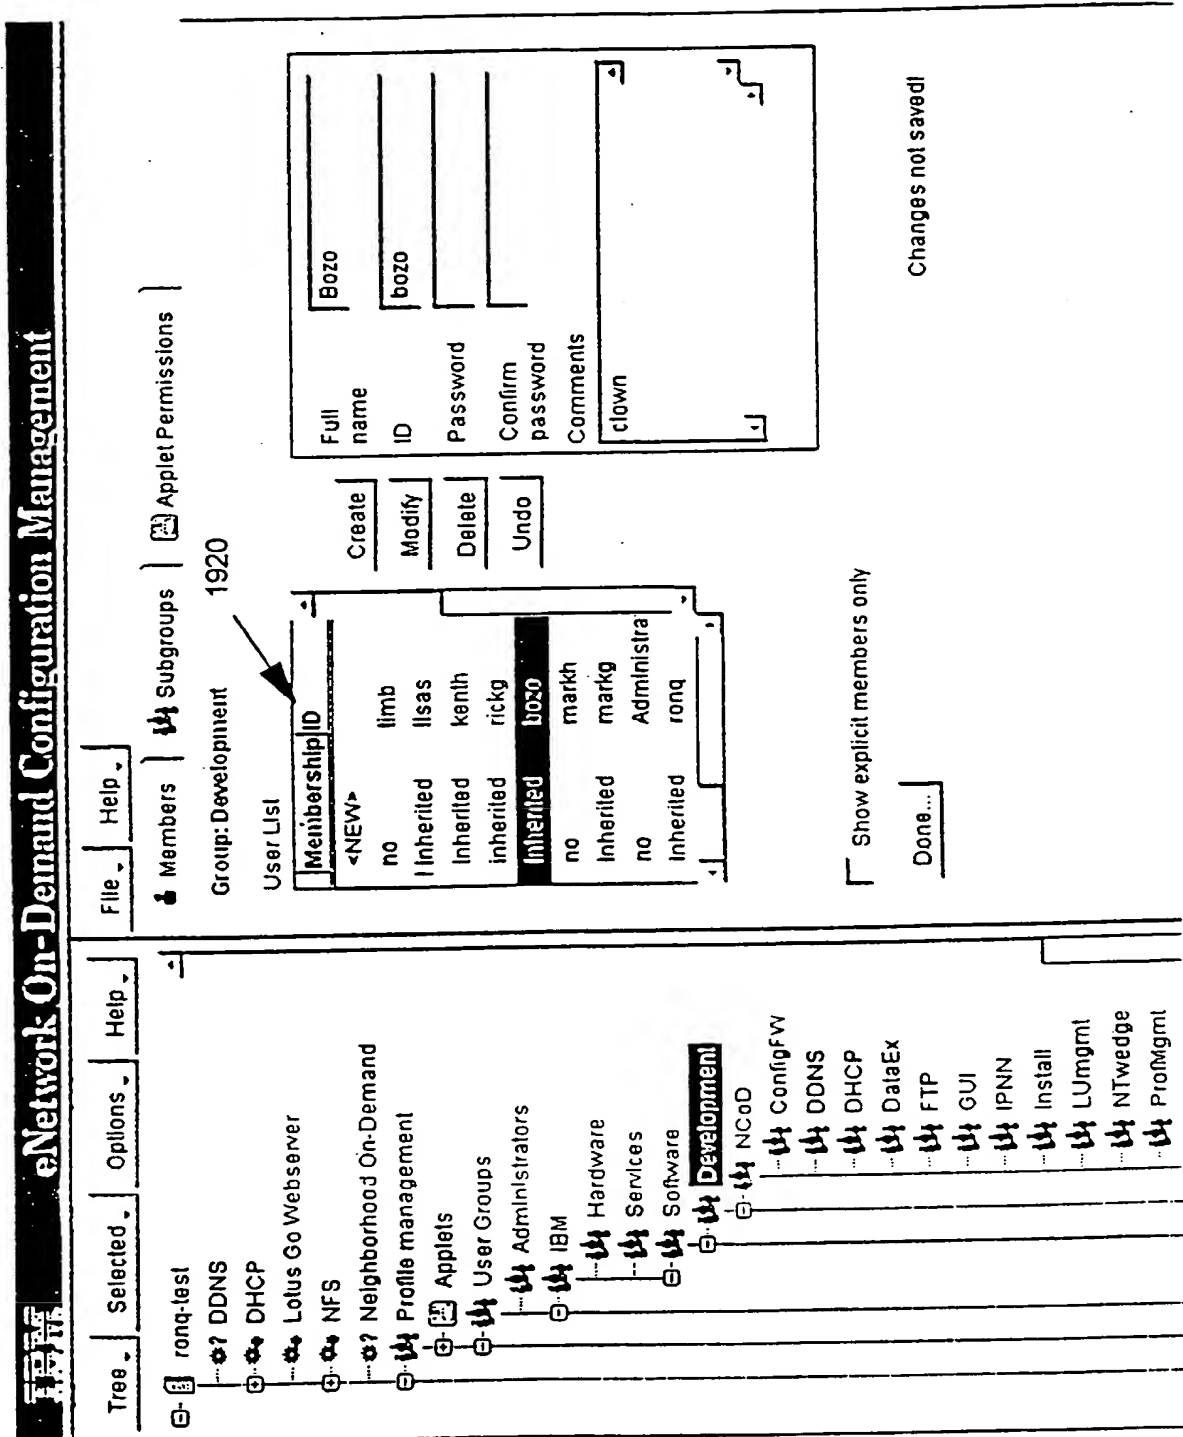 IBM eNetwork On-Demand Configuration Management
Tree Selected Options Help
ronq-test
DDNS
DHCP
Lotus Go Webserver
NFS
Neighborhood On-Demand
Profile management
Applets
User Groups
Administrators
IBM
Hardware
Services
Software
Development
NCoD
ConfigFW
DDNS
DHCP
DataEx
FTP
GUI
IPNN
Install
LUmgmt
NTwedge
ProfMgmt
File Help
Members Subgroups Applet Permissions
Group: Development
1920
User List
Membership ID
<NEW>
no timb
Inherited llsas
Inherited kenth
inherited rickg
Inherited bozo
no markh
Inherited markg
no Administra
Inherited ronq
Create
Modify
Delete
Undo
Full name Bozo
ID bozo
Password
Confirm password
Comments
clown
Show explicit members only
Done...
Changes not saved!